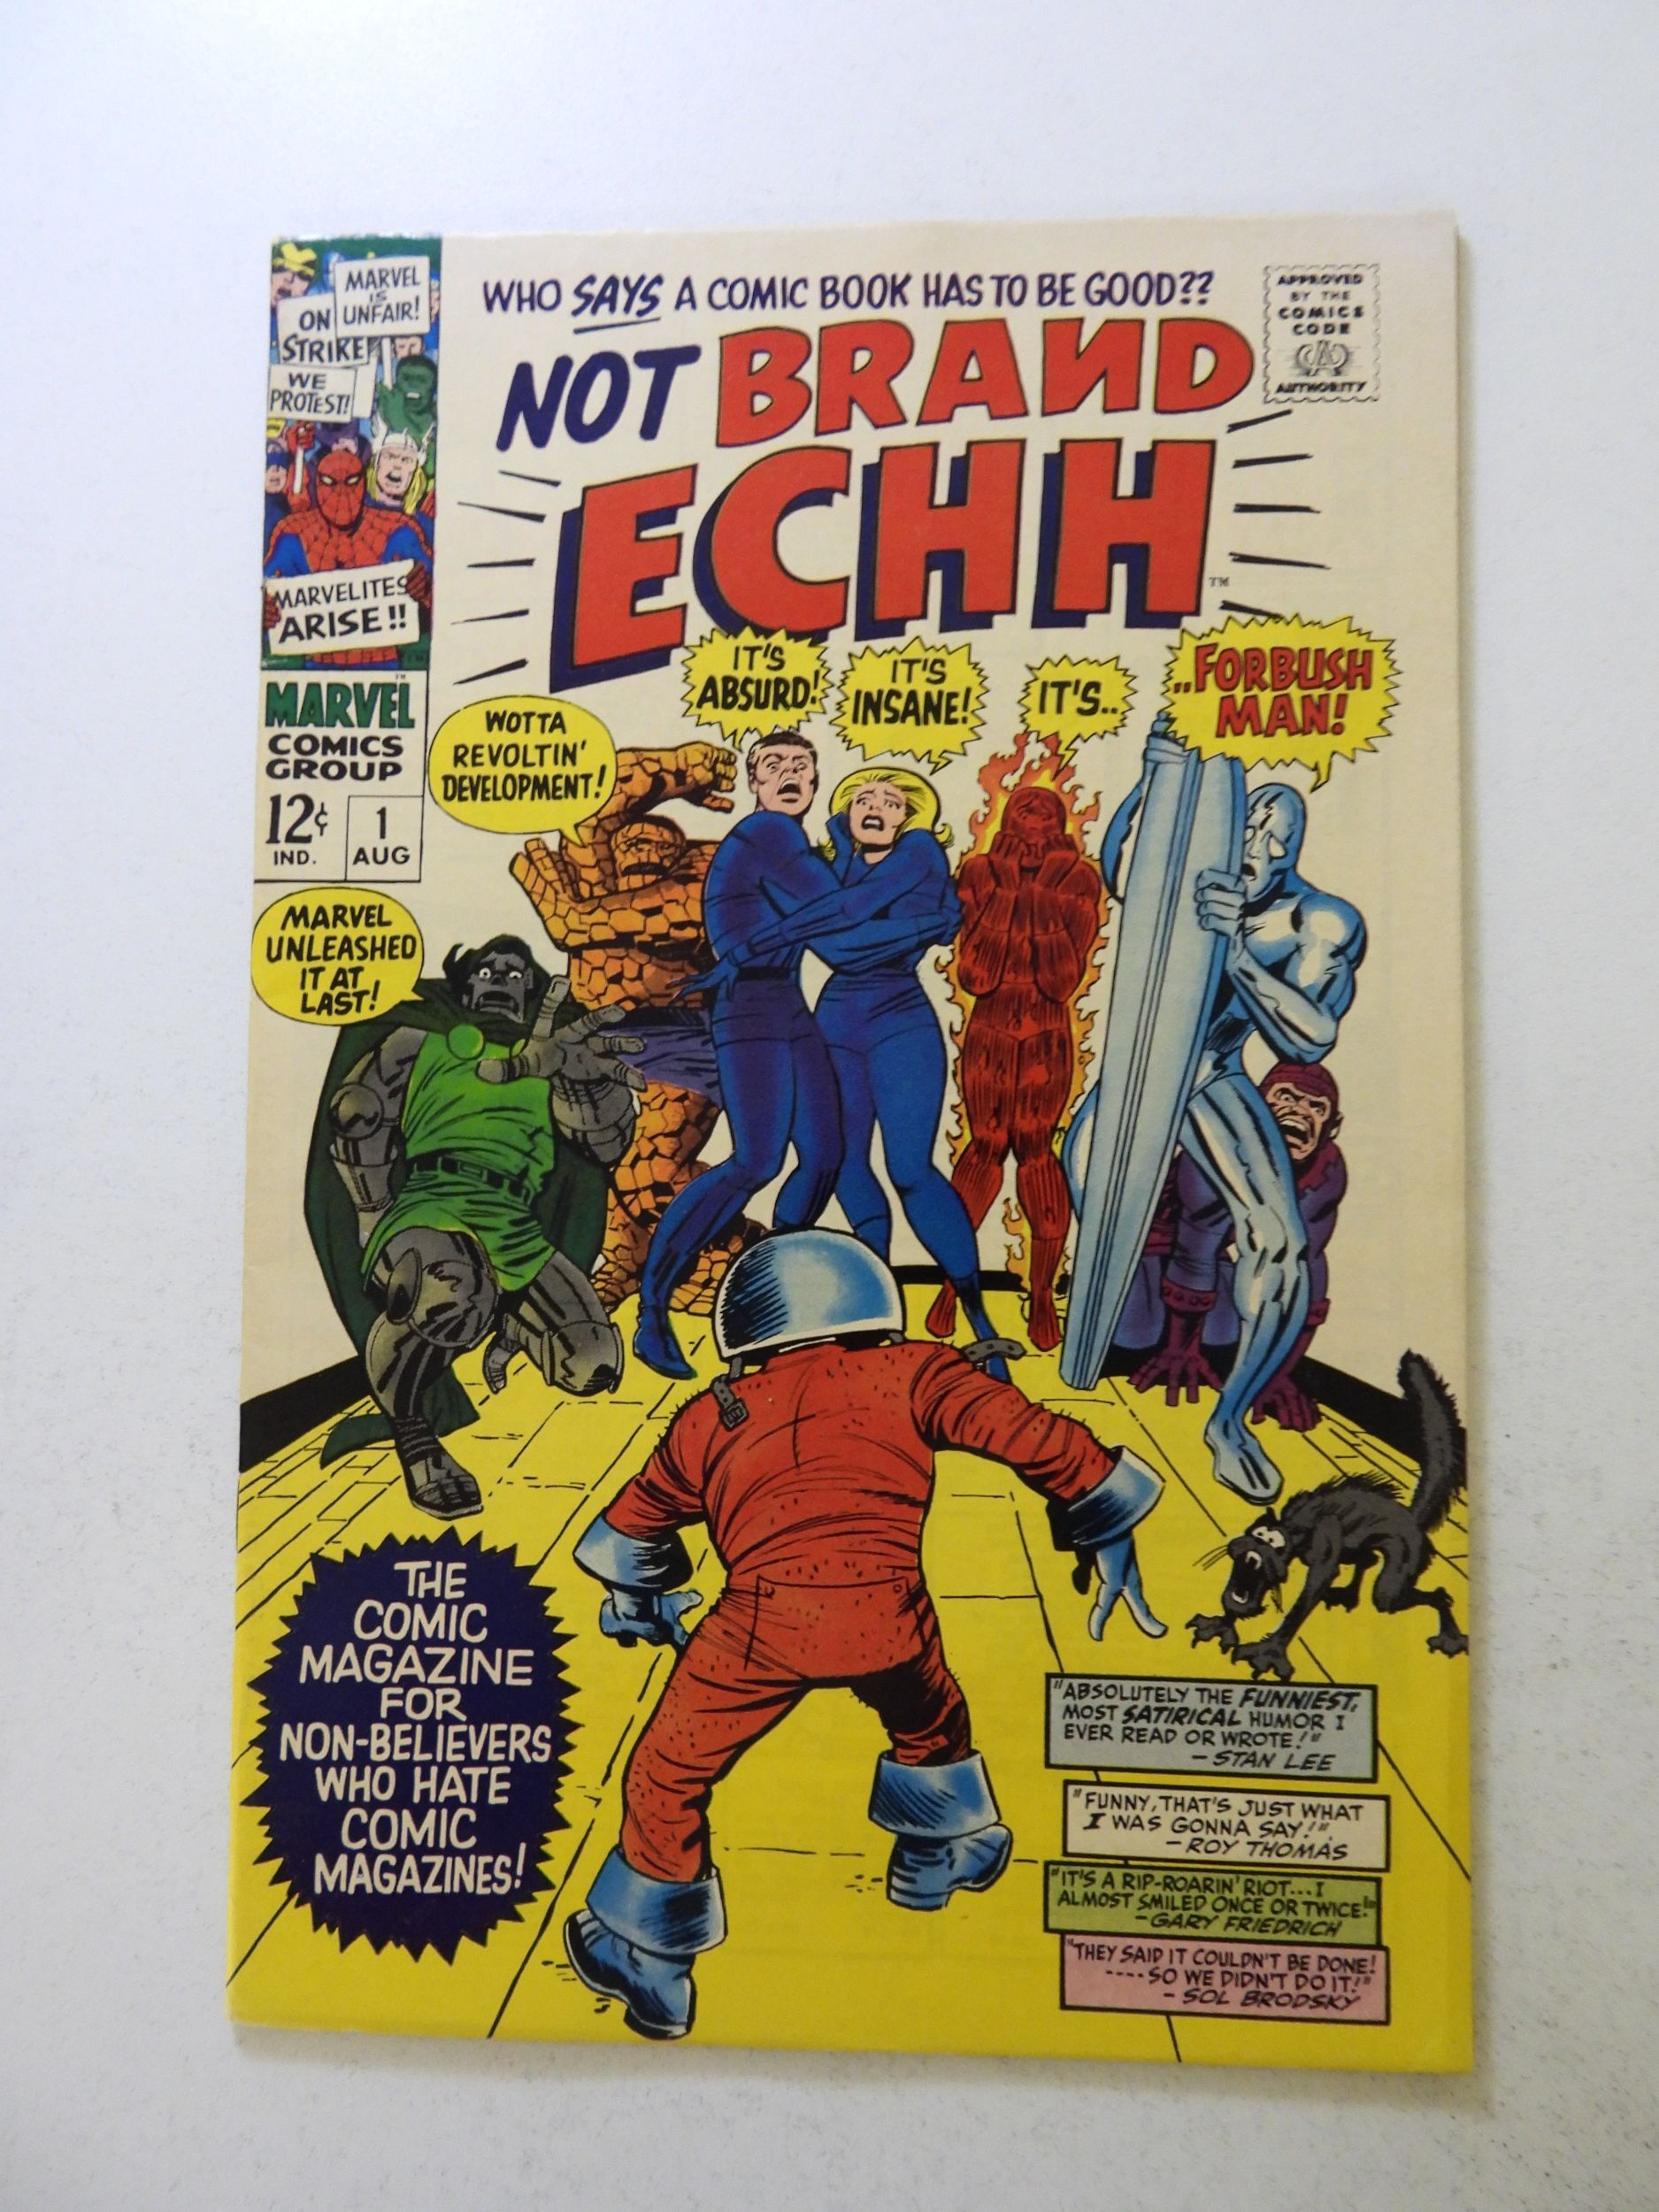 MARVEL
IS
UNFAIR!
ON
STRIKE
WE
PROTEST!
MARVELITES
ARISE!!
MARVEL
COMICS
GROUP
12¢
IND.
1
AUG
WHO SAYS A COMIC BOOK HAS TO BE GOOD??
NOT BRAND
ECHH
TM
APPROVED
BY THE
COMICS
CODE
AUTHORITY
MARVEL
UNLEASHED
IT AT
LAST!
WOTTA
REVOLTIN'
DEVELOPMENT!
IT'S
ABSURD!
IT'S
INSANE!
IT'S..
..FORBUSH
MAN!
THE
COMIC
MAGAZINE
FOR
NON-BELIEVERS
WHO HATE
COMIC
MAGAZINES!
"ABSOLUTELY THE FUNNIEST,
MOST SATIRICAL HUMOR I
EVER READ OR WROTE!"
—STAN LEE
"FUNNY, THAT'S JUST WHAT
I WAS GONNA SAY!"
—ROY THOMAS
"IT'S A RIP-ROARIN' RIOT...I
ALMOST SMILED ONCE OR TWICE!"
—GARY FRIEDRICH
"THEY SAID IT COULDN'T BE DONE!
----SO WE DIDN'T DO IT!"
- SOL BRODSKY